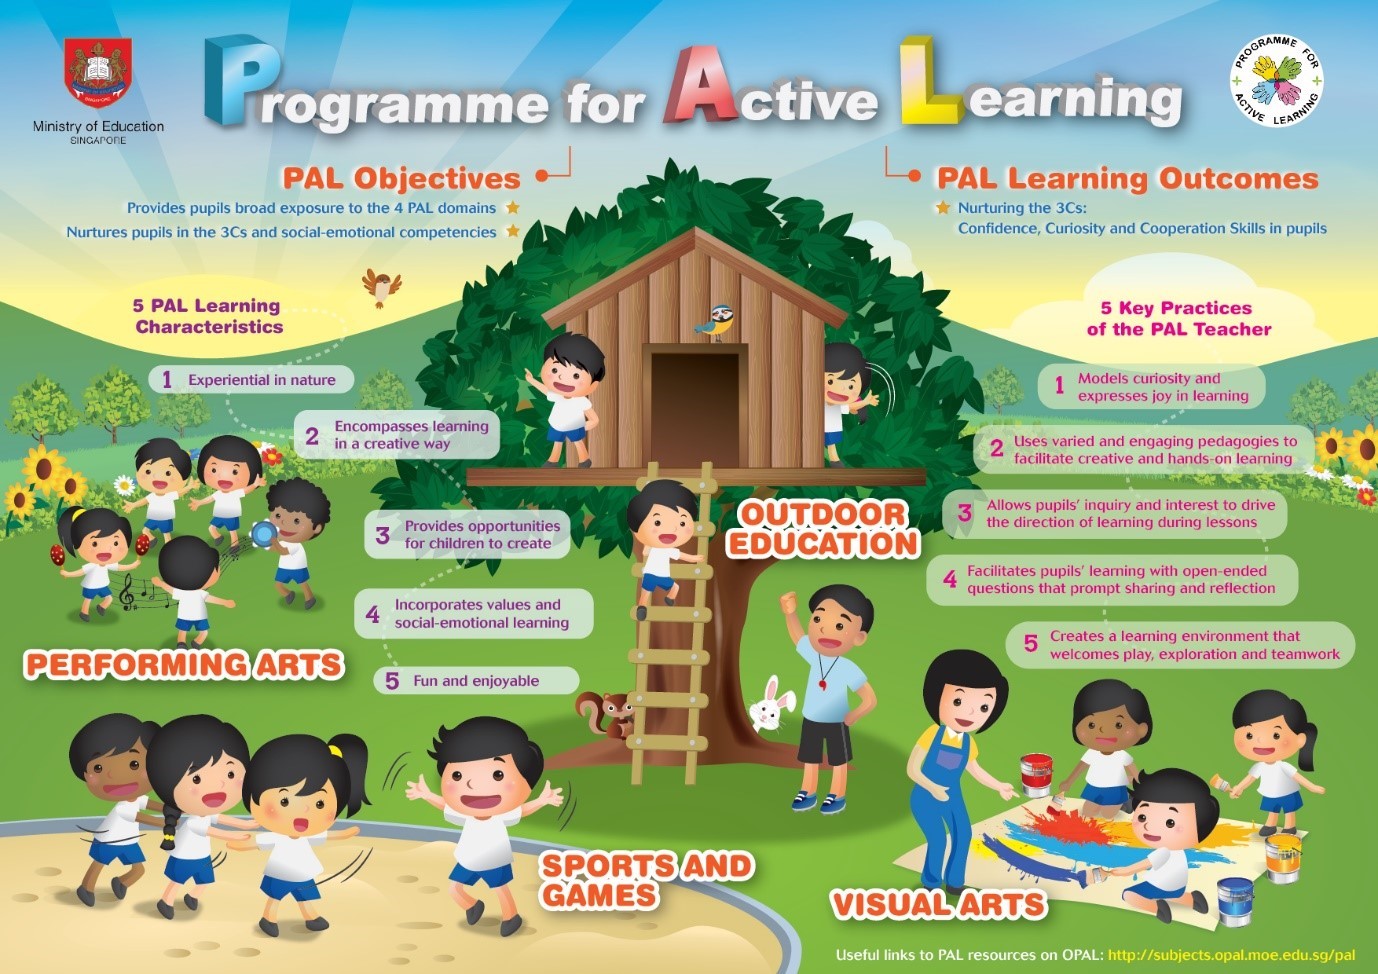 Ministry of Education
SINGAPORE
Programme for Active Learning
PROGRAMME FOR
ACTIVE LEARNING
PAL Objectives
Provides pupils broad exposure to the 4 PAL domains
Nurtures pupils in the 3Cs and social-emotional competencies
PAL Learning Outcomes
Nurturing the 3Cs:
Confidence, Curiosity and Cooperation Skills in pupils
5 PAL Learning
Characteristics
1 Experiential in nature
2 Encompasses learning
in a creative way
3 Provides opportunities
for children to create
4 Incorporates values and
social-emotional learning
5 Fun and enjoyable
5 Key Practices
of the PAL Teacher
1 Models curiosity and
expresses joy in learning
2 Uses varied and engaging pedagogies to
facilitate creative and hands-on learning
3 Allows pupils' inquiry and interest to drive
the direction of learning during lessons
4 Facilitates pupils' learning with open-ended
questions that prompt sharing and reflection
5 Creates a learning environment that
welcomes play, exploration and teamwork
OUTDOOR
EDUCATION
PERFORMING ARTS
SPORTS AND
GAMES
VISUAL ARTS
Useful links to PAL resources on OPAL: http://subjects.opal.moe.edu.sg/pal